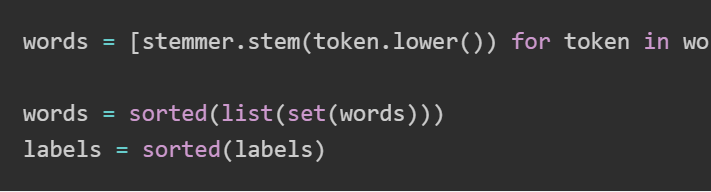 words = [stemmer.stem(token.lower()) for token in wo
words = sorted(list(set(words)))
labels = sorted(labels)